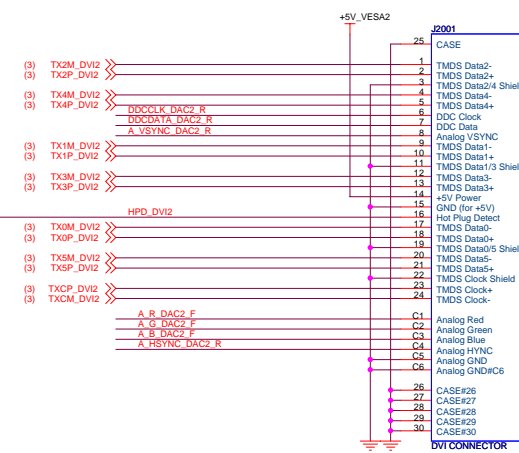 +5V_VESA2
J2001
25 CASE
(3) TX2M_DVI2 1 TMDS Data2-
(3) TX2P_DVI2 2 TMDS Data2+
3 TMDS Data2/4 Shiel
(3) TX4M_DVI2 4 TMDS Data4-
(3) TX4P_DVI2 5 TMDS Data4+
DDCCLK_DAC2_R 6 DDC Clock
DDCDATA_DAC2_R 7 DDC Data
A_VSYNC_DAC2_R 8 Analog VSYNC
(3) TX1M_DVI2 9 TMDS Data1-
(3) TX1P_DVI2 10 TMDS Data1+
11 TMDS Data1/3 Shiel
(3) TX3M_DVI2 12 TMDS Data3-
(3) TX3P_DVI2 13 TMDS Data3+
14 +5V Power
15 GND (for +5V)
HPD_DVI2 16 Hot Plug Detect
(3) TX0M_DVI2 17 TMDS Data0-
(3) TX0P_DVI2 18 TMDS Data0+
19 TMDS Data0/5 Shiel
(3) TX5M_DVI2 20 TMDS Data5-
(3) TX5P_DVI2 21 TMDS Data5+
22 TMDS Clock Shield
(3) TXCP_DVI2 23 TMDS Clock+
(3) TXCM_DVI2 24 TMDS Clock-
A_R_DAC2_F C1 Analog Red
A_G_DAC2_F C2 Analog Green
A_B_DAC2_F C3 Analog Blue
A_HSYNC_DAC2_R C4 Analog HYNC
C5 Analog GND
C6 Analog GND#C6
26 CASE#26
27 CASE#27
28 CASE#28
29 CASE#29
30 CASE#30
DVI CONNECTOR